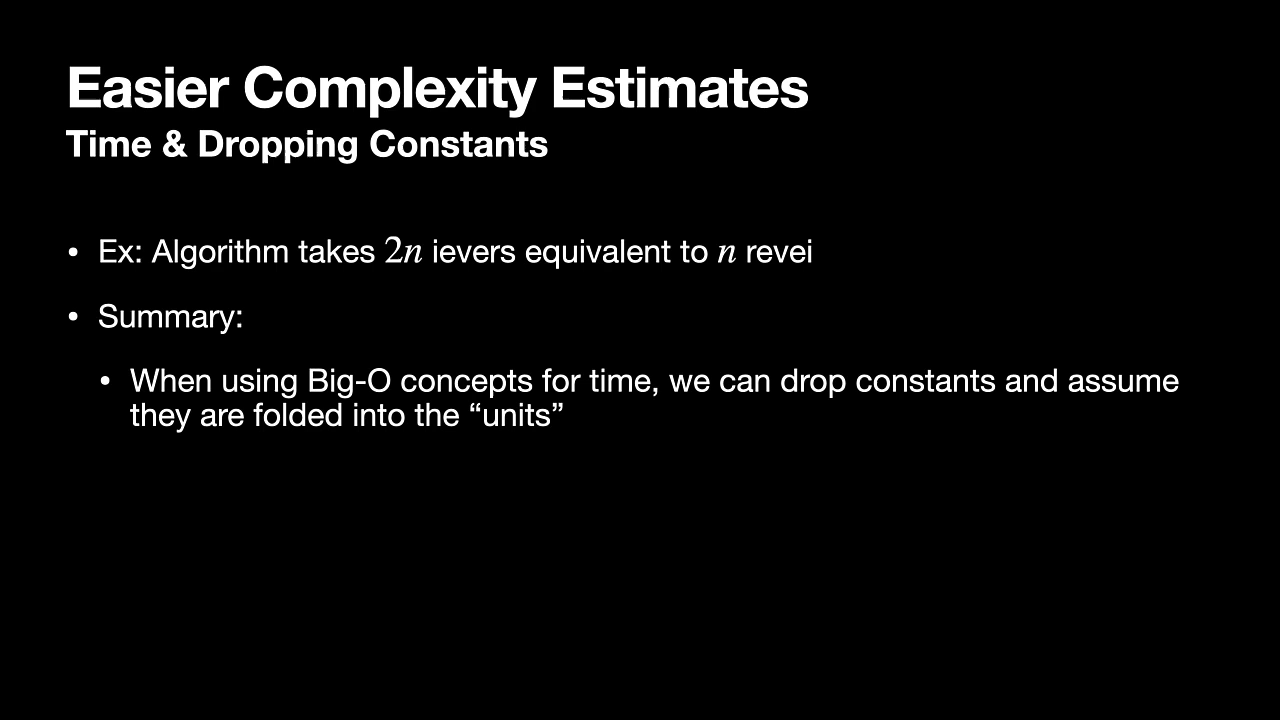 Easier Complexity Estimates
Time & Dropping Constants
• Ex: Algorithm takes 2n ievers equivalent to n revei
• Summary:
• When using Big-O concepts for time, we can drop constants and assume
they are folded into the “units”